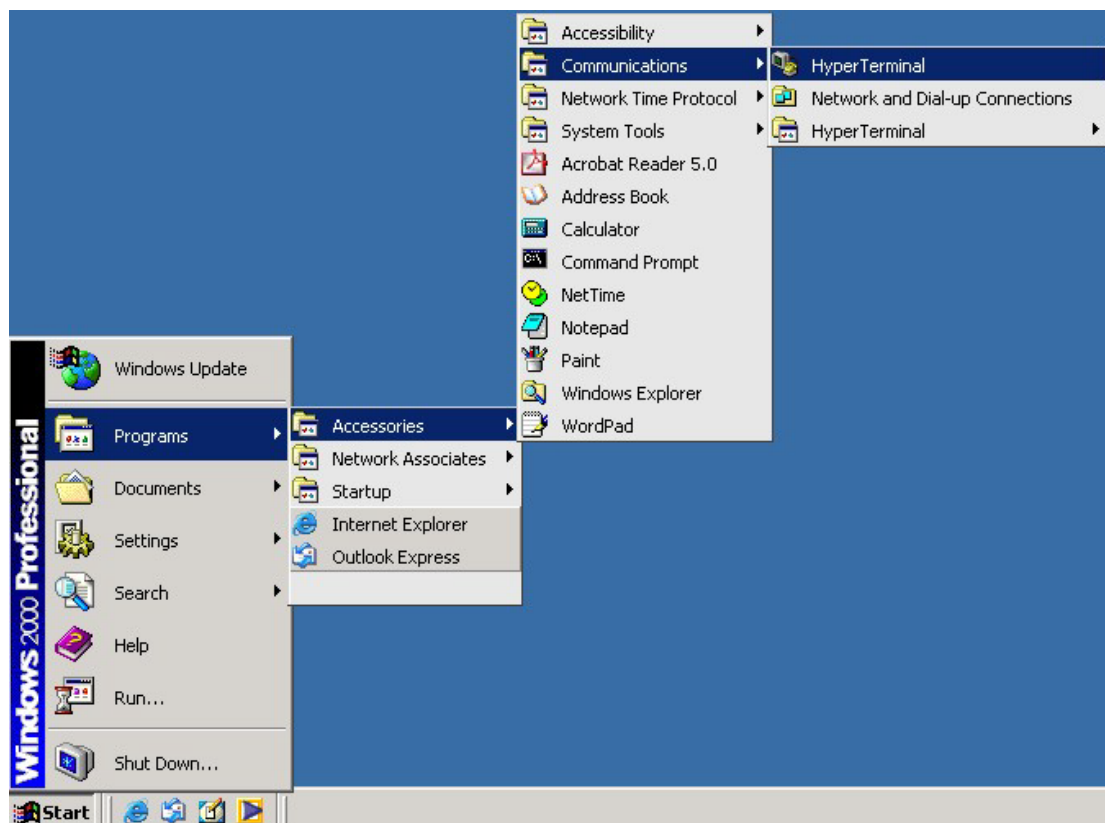 Accessibility
Communications
Network Time Protocol
System Tools
Acrobat Reader 5.0
Address Book
Calculator
Command Prompt
NetTime
Notepad
Paint
Windows Explorer
WordPad
HyperTerminal
Network and Dial-up Connections
HyperTerminal
Windows Update
Programs
Documents
Settings
Search
Help
Run...
Shut Down...
Accessories
Network Associates
Startup
Internet Explorer
Outlook Express
Windows 2000 Professional
Start